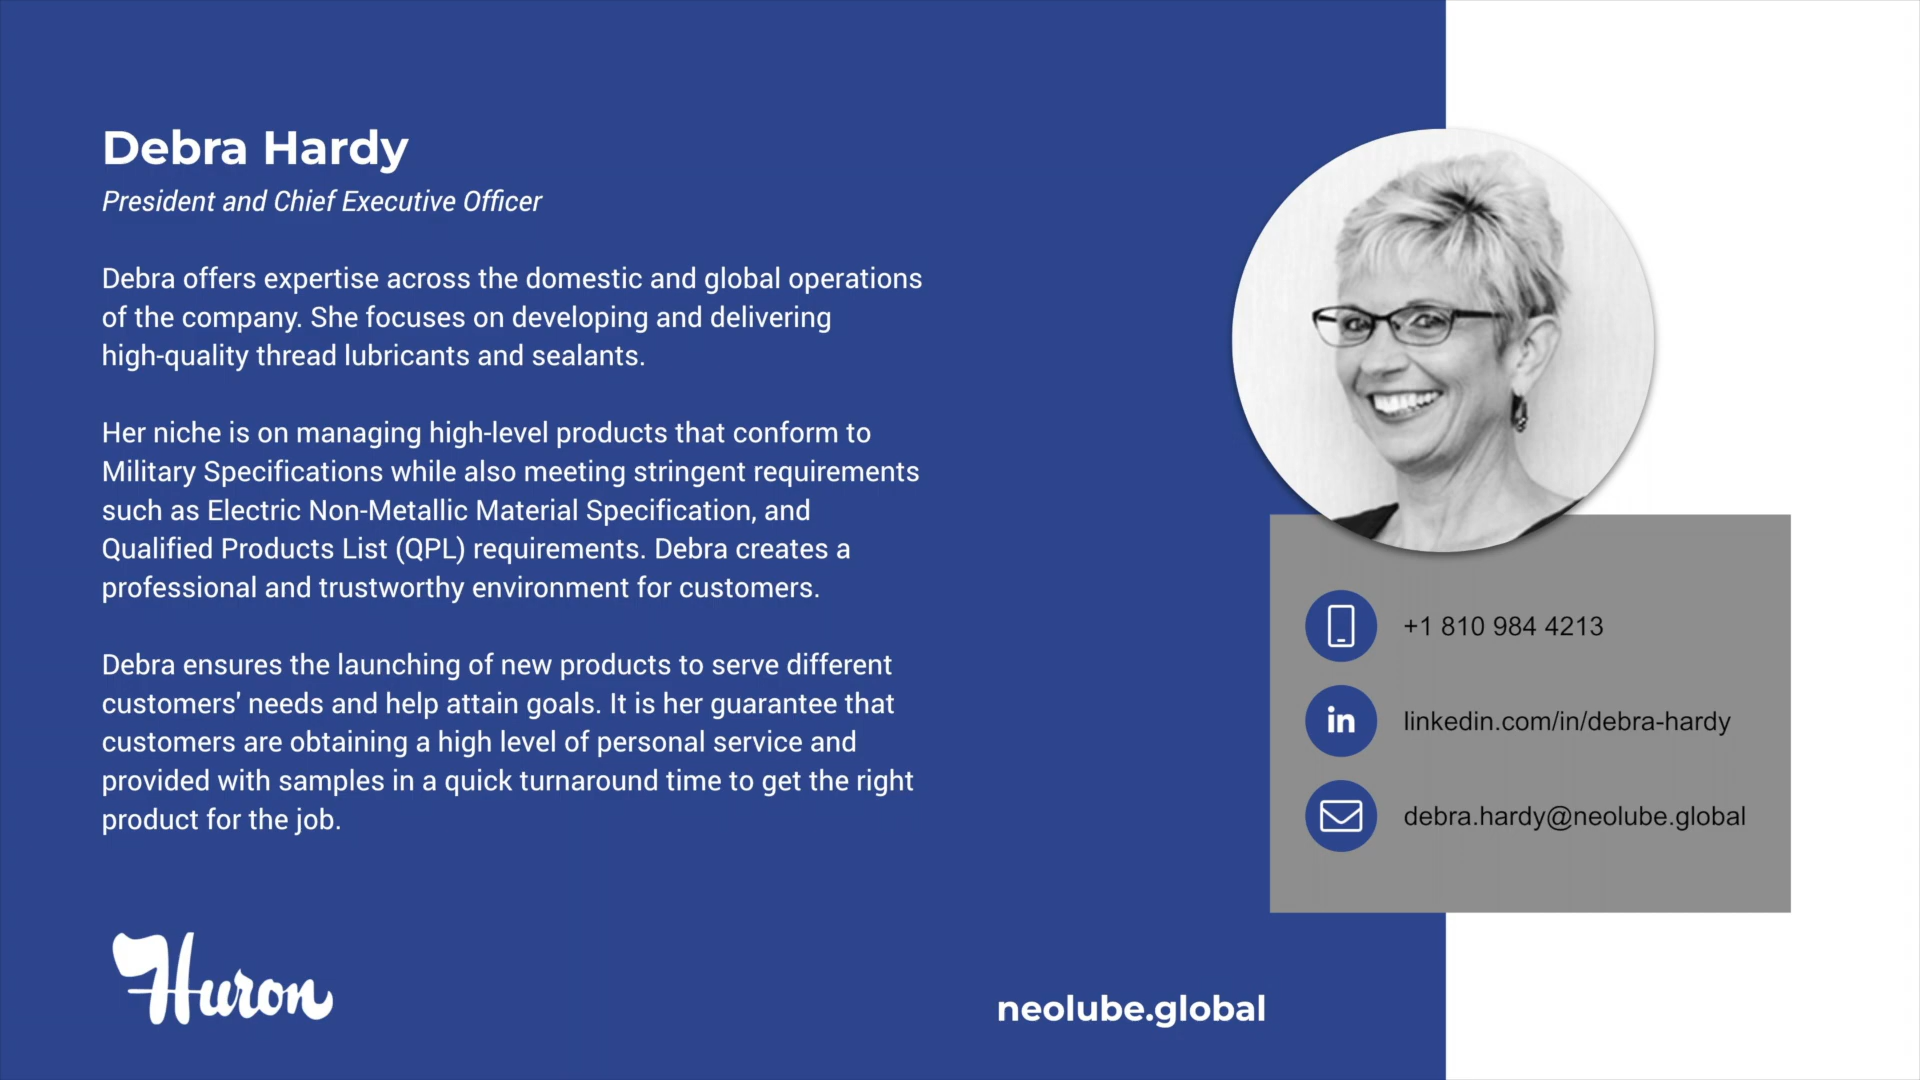 Debra Hardy
President and Chief Executive Officer
Debra offers expertise across the domestic and global operations
of the company. She focuses on developing and delivering
high-quality thread lubricants and sealants.
Her niche is on managing high-level products that conform to
Military Specifications while also meeting stringent requirements
such as Electric Non-Metallic Material Specification, and
Qualified Products List (QPL) requirements. Debra creates a
professional and trustworthy environment for customers.
Debra ensures the launching of new products to serve different
customers' needs and help attain goals. It is her guarantee that
customers are obtaining a high level of personal service and
provided with samples in a quick turnaround time to get the right
product for the job.
+1 810 984 4213
in
linkedin.com/in/debra-hardy
debra.hardy@neolube.global
Huron
neolube.global